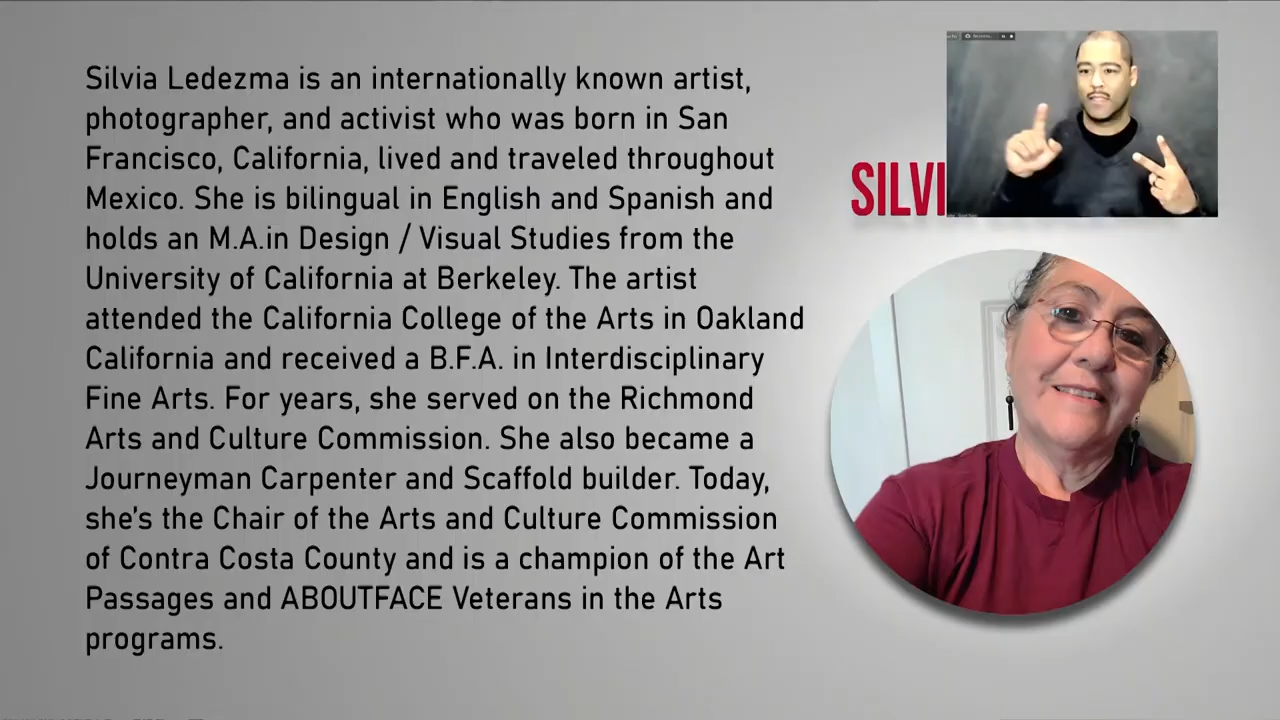 Silvia Ledezma is an internationally known artist,
photographer, and activist who was born in San
Francisco, California, lived and traveled throughout
Mexico. She is bilingual in English and Spanish and
holds an M.A.in Design / Visual Studies from the
University of California at Berkeley. The artist
attended the California College of the Arts in Oakland
California and received a B.F.A. in Interdisciplinary
Fine Arts. For years, she served on the Richmond
Arts and Culture Commission. She also became a
Journeyman Carpenter and Scaffold builder. Today,
she's the Chair of the Arts and Culture Commission
of Contra Costa County and is a champion of the Art
Passages and ABOUTFACE Veterans in the Arts
programs.
SILVI